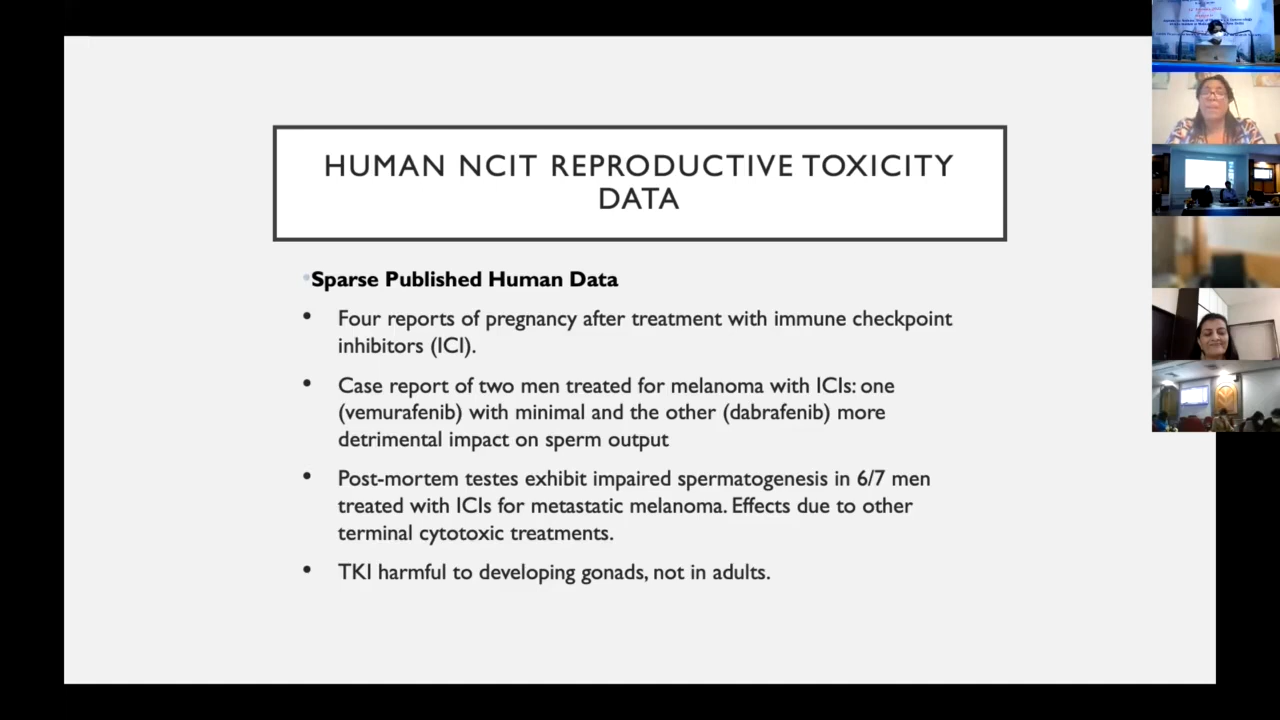 HUMAN NCIT REPRODUCTIVE TOXICITY
DATA
•Sparse Published Human Data
• Four reports of pregnancy after treatment with immune checkpoint
inhibitors (ICI).
• Case report of two men treated for melanoma with ICIs: one
(vemurafenib) with minimal and the other (dabrafenib) more
detrimental impact on sperm output
• Post-mortem testes exhibit impaired spermatogenesis in 6/7 men
treated with ICIs for metastatic melanoma. Effects due to other
terminal cytotoxic treatments.
• TKI harmful to developing gonads, not in adults.